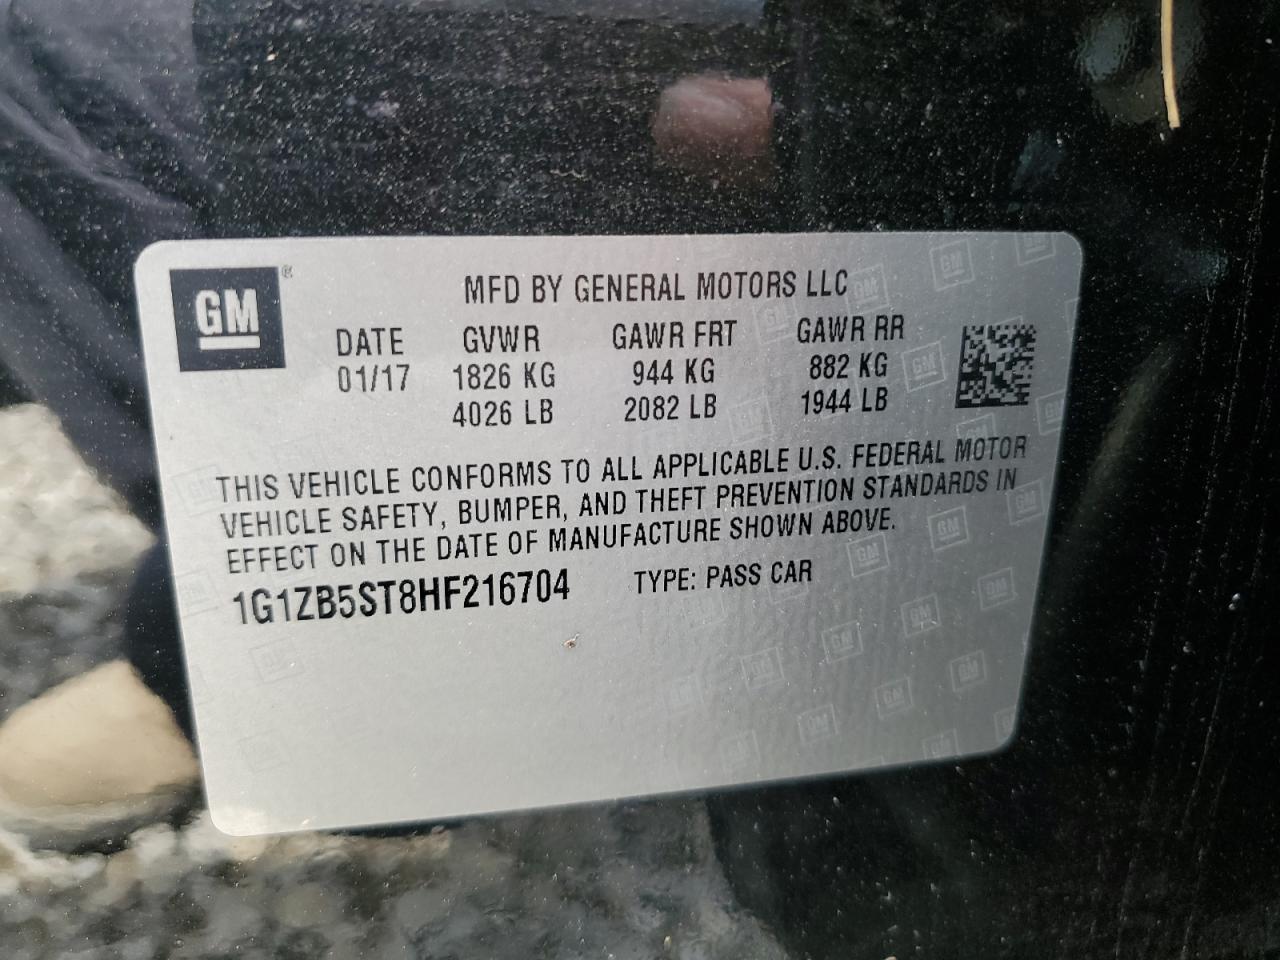 GM ®
MFD BY GENERAL MOTORS LLC
DATE GVWR GAWR FRT GAWR RR
01/17 1826 KG 944 KG 882 KG
4026 LB 2082 LB 1944 LB
THIS VEHICLE CONFORMS TO ALL APPLICABLE U.S. FEDERAL MOTOR
VEHICLE SAFETY, BUMPER, AND THEFT PREVENTION STANDARDS IN
EFFECT ON THE DATE OF MANUFACTURE SHOWN ABOVE.
1G1ZB5ST8HF216704 TYPE: PASS CAR